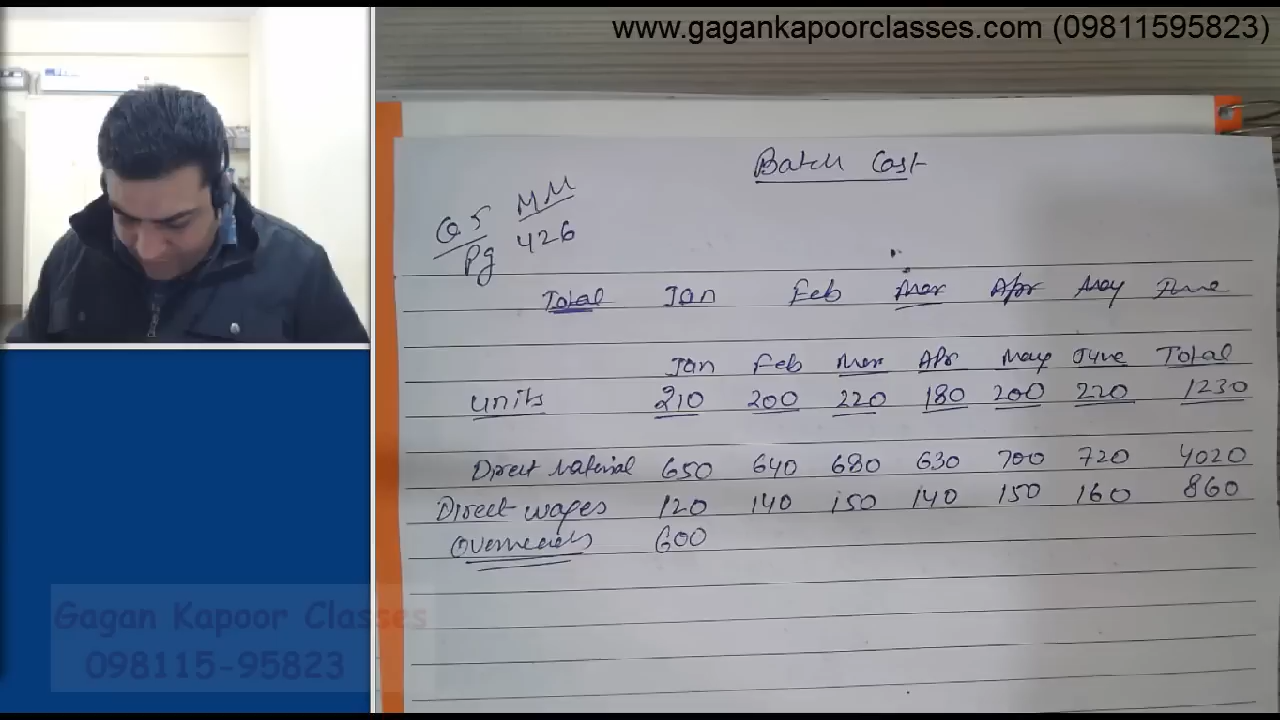 www.gagankapoorclasses.com (09811595823)
Batch Cost
Q5 MM
Pg 426
Total Jan Feb Mar Apr May June
Jan Feb Mar Apr May June Total
units 210 200 220 180 200 220 1230
Direct Material 650 640 680 630 700 720 4020
Direct wages 120 140 150 140 150 160 860
Overheads 600
Gagan Kapoor Classes
098115-95823